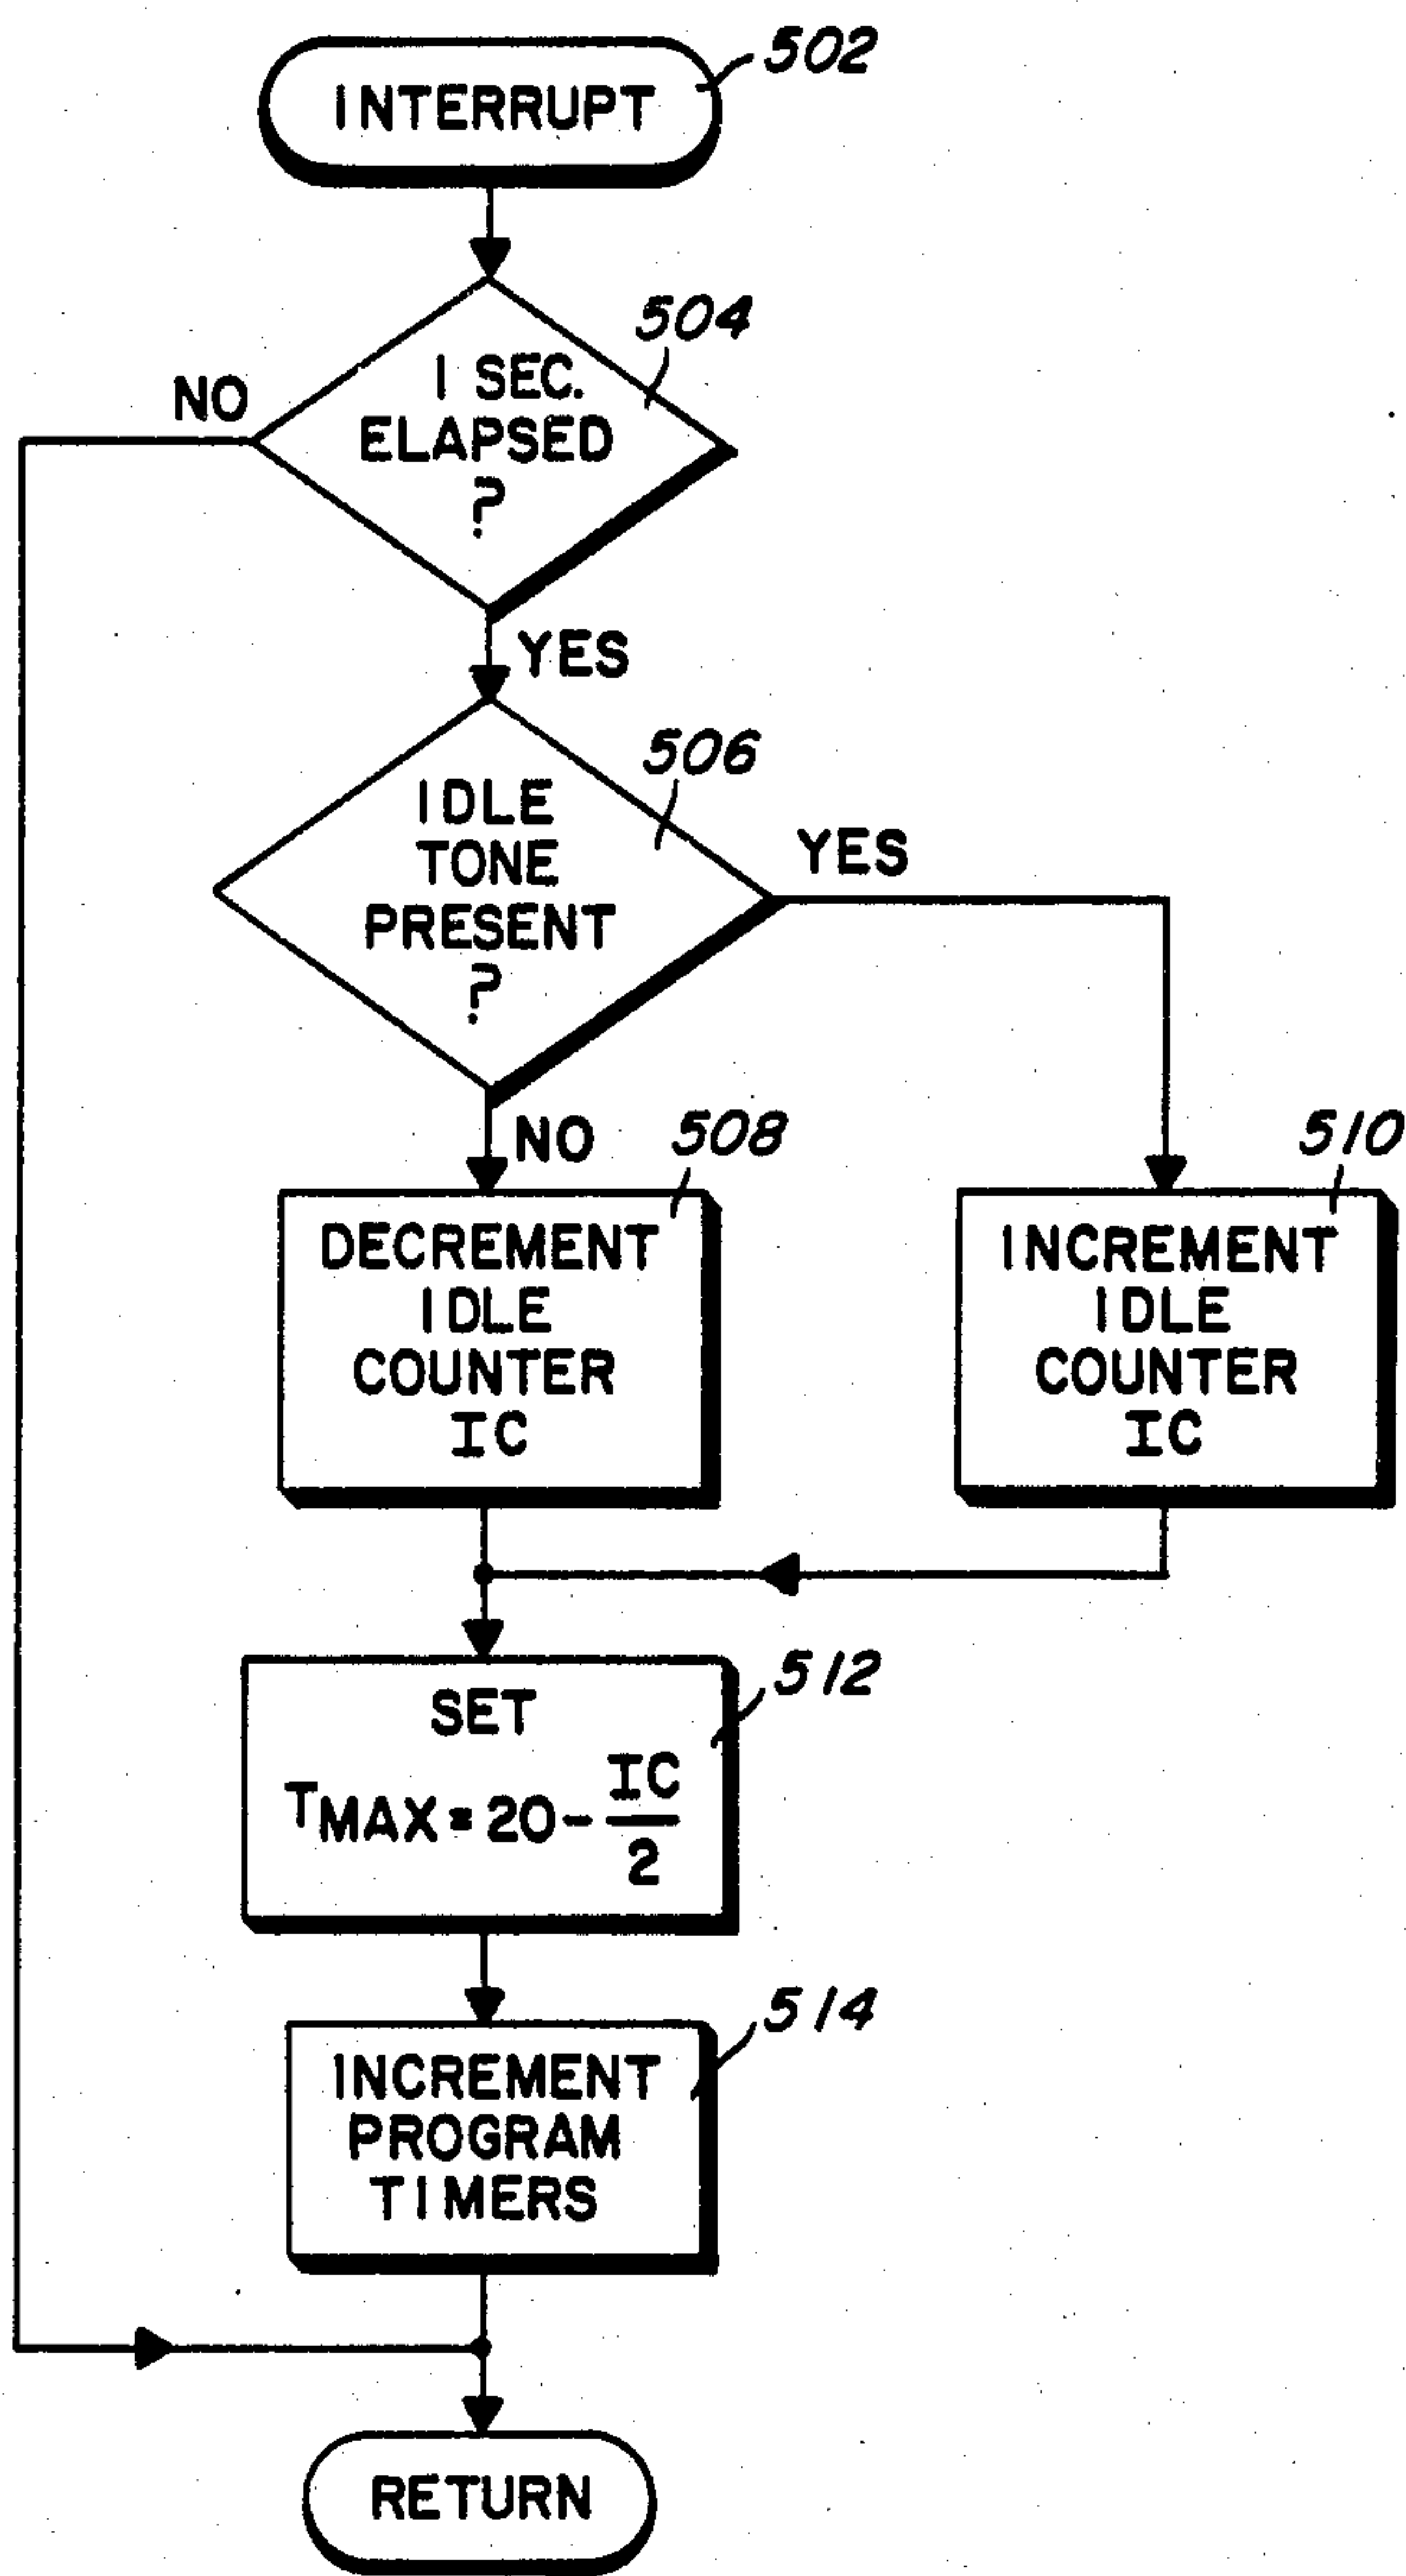 502
INTERRUPT
504
1 SEC.
ELAPSED
?
NO
YES
506
IDLE
TONE
PRESENT
?
YES
NO
508
DECREMENT
IDLE
COUNTER
IC
510
INCREMENT
IDLE
COUNTER
IC
512
SET
TMAX = 20 - IC/2
514
INCREMENT
PROGRAM
TIMERS
RETURN